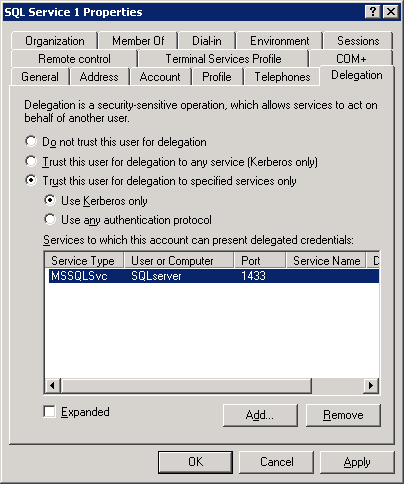 SQL Service 1 Properties
Organization Member Of Dial-in Environment Sessions
Remote control Terminal Services Profile COM+
General Address Account Profile Telephones Delegation
Delegation is a security-sensitive operation, which allows services to act on
behalf of another user.
Do not trust this user for delegation
Trust this user for delegation to any service (Kerberos only)
Trust this user for delegation to specified services only
Use Kerberos only
Use any authentication protocol
Services to which this account can present delegated credentials:
Service Type User or Computer Port Service Name D
MSSQLSvc SQLserver 1433
Expanded Add... Remove
OK Cancel Apply